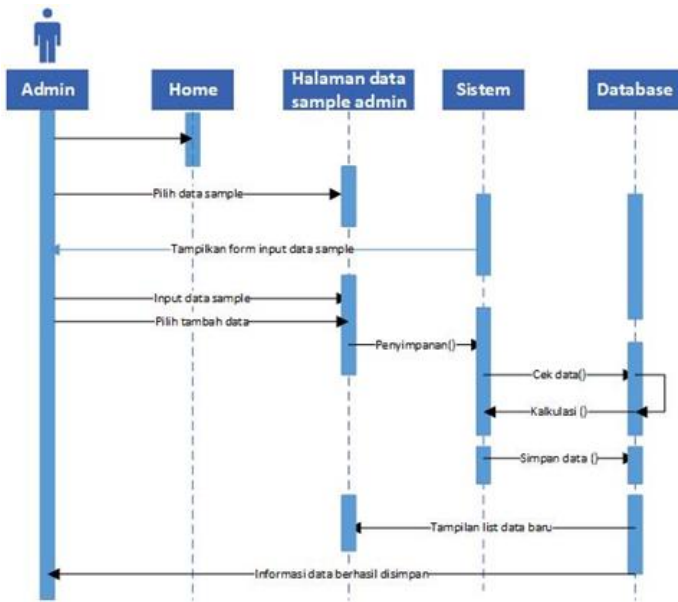 Admin
Home
Halaman data
sample admin
Sistem
Database
Pilih data sample
Tampilkan form input data sample
Input data sample
Pilih tambah data
Penyimpanan()
Cek data()
Kalkulasi ()
Simpan data ()
Tampilan list data baru
Informasi data berhasil disimpan